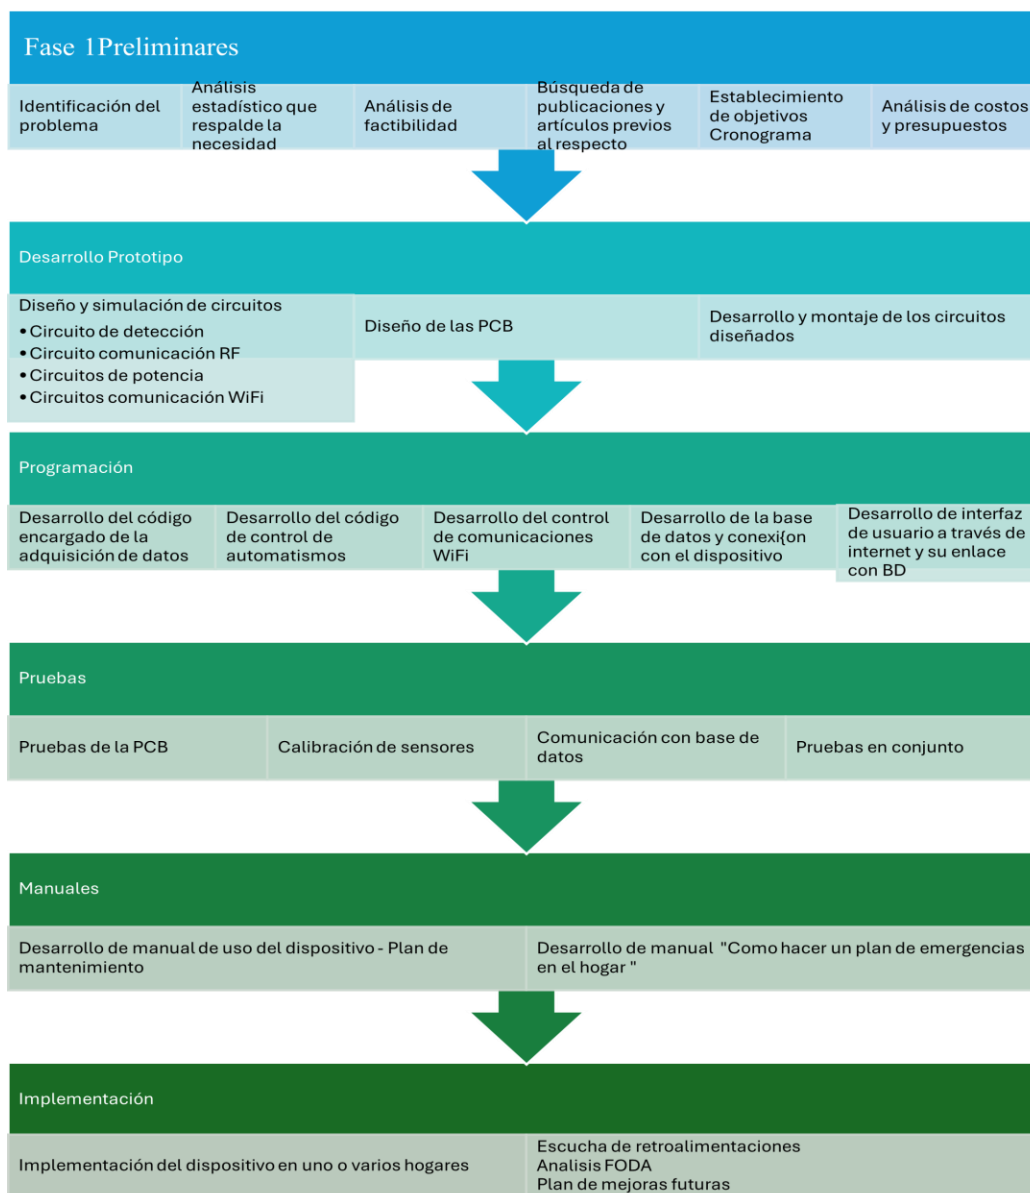 Fase 1Preliminares
Identificación del
problema
Análisis
estadístico que
respalde la
necesidad
Análisis de
factibilidad
Búsqueda de
publicaciones y
artículos previos
al respecto
Establecimiento
de objetivos
Cronograma
Análisis de costos
y presupuestos
Desarrollo Prototipo
Diseño y simulación de circuitos
• Circuito de detección
• Circuito comunicación RF
• Circuitos de potencia
• Circuitos comunicación WiFi
Diseño de las PCB
Desarrollo y montaje de los circuitos
diseñados
Programación
Desarrollo del código
encargado de la
adquisición de datos
Desarrollo del código
de control de
automatismos
Desarrollo del control
de comunicaciones
WiFi
Desarrollo de la base
de datos y conexi{on
con el dispositivo
Desarrollo de interfaz
de usuario a través de
internet y su enlace
con BD
Pruebas
Pruebas de la PCB
Calibración de sensores
Comunicación con base de
datos
Pruebas en conjunto
Manuales
Desarrollo de manual de uso del dispositivo - Plan de
mantenimiento
Desarrollo de manual "Como hacer un plan de emergencias
en el hogar "
Implementación
Implementación del dispositivo en uno o varios hogares
Escucha de retroalimentaciones
Analisis FODA
Plan de mejoras futuras